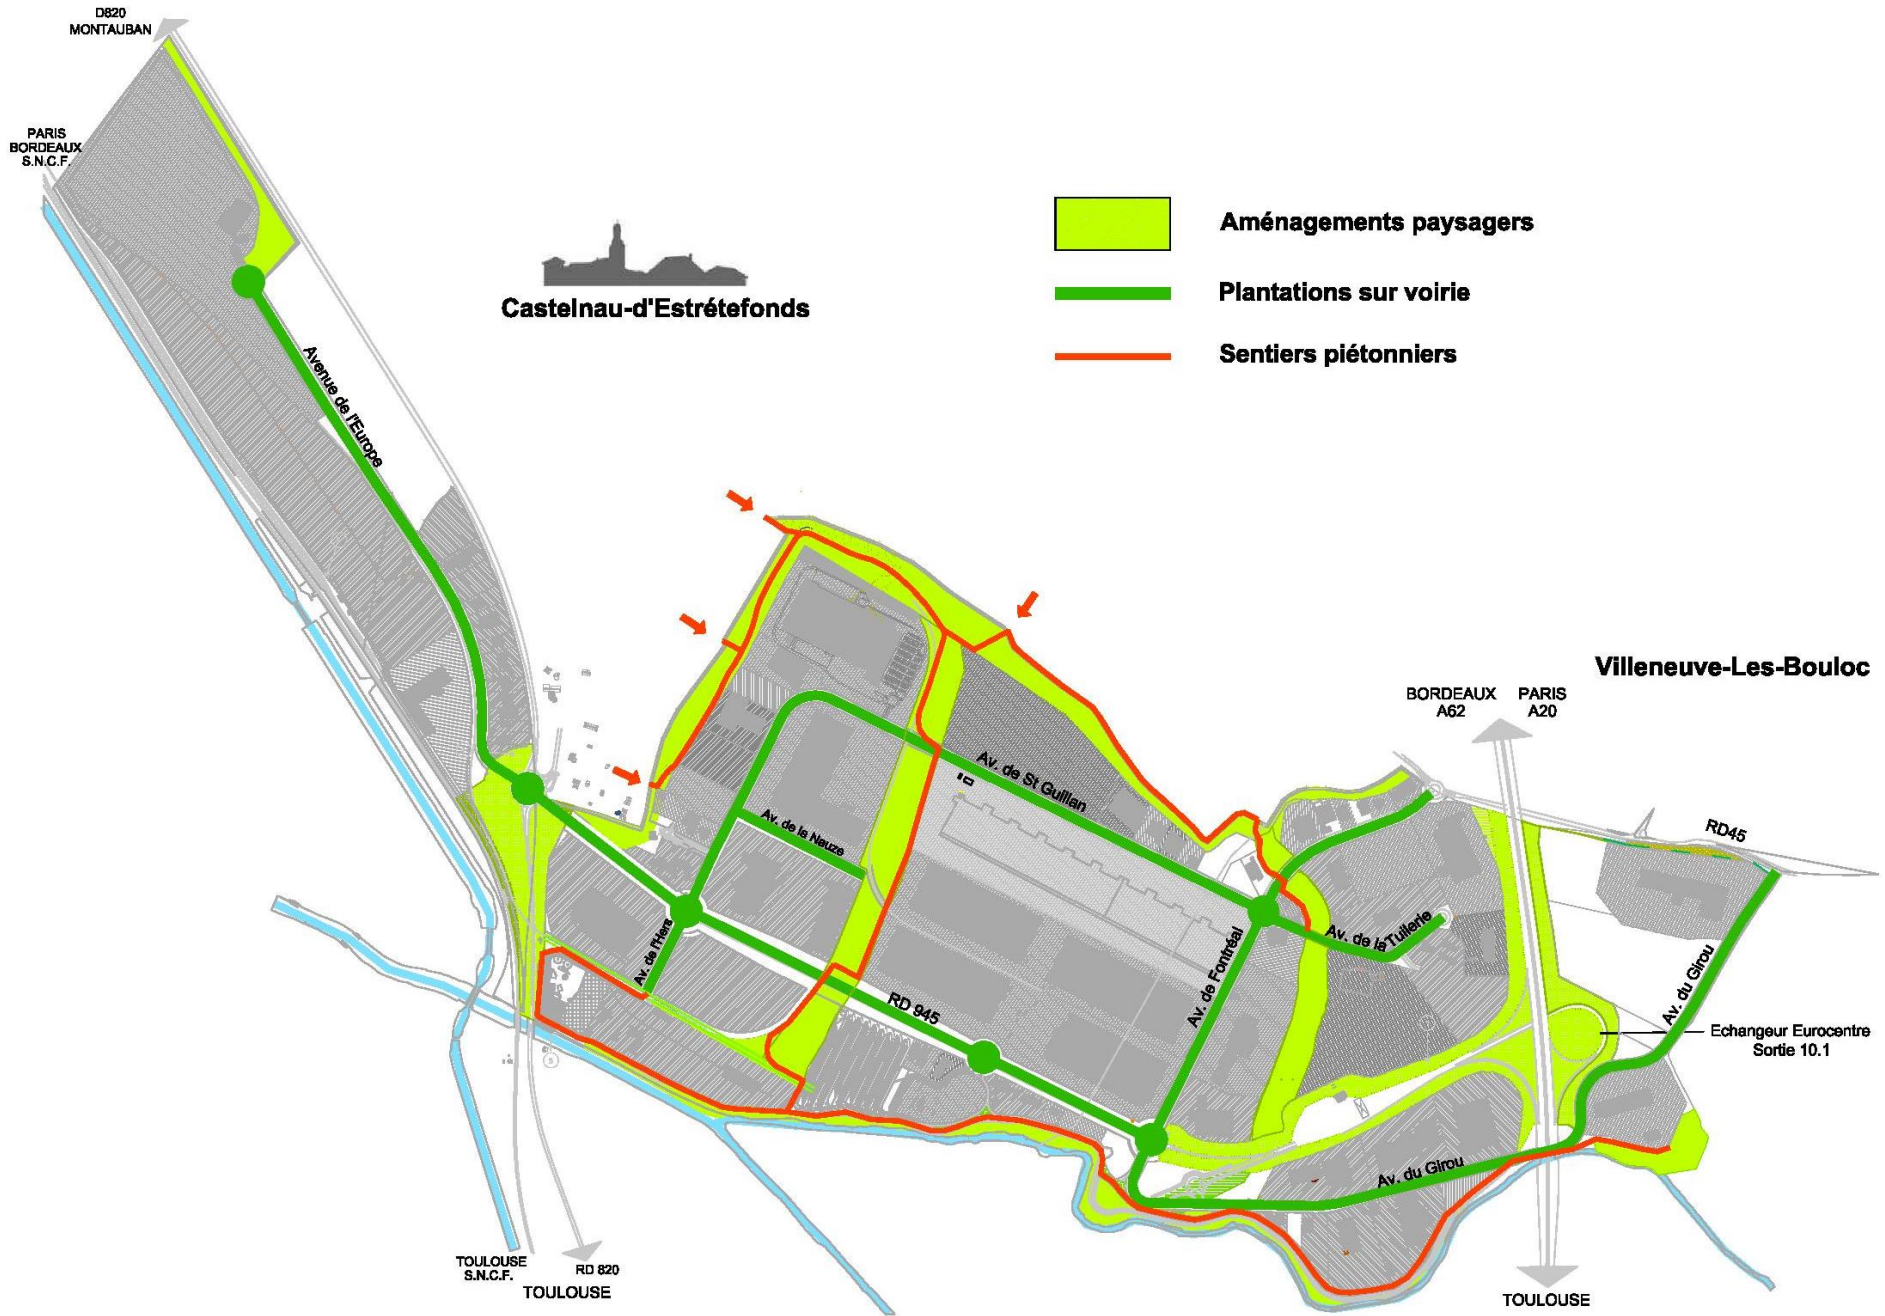 D820
MONTAUBAN
PARIS
BORDEAUX
S.N.C.F.
Castelnau-d'Estrétefonds
Aménagements paysagers
Plantations sur voirie
Sentiers piétonniers
Avenue de l'Europe
Villeneuve-Les-Bouloc
BORDEAUX
A62
PARIS
A20
RD45
Av. de St Guillan
Av. de la Nauze
Av. de l'Hers
RD 945
Av. de Fontréal
Av. de la Tuilerie
Av. du Girou
Echangeur Eurocentre
Sortie 10.1
Av. du Girou
TOULOUSE
S.N.C.F.
RD 820
TOULOUSE
TOULOUSE